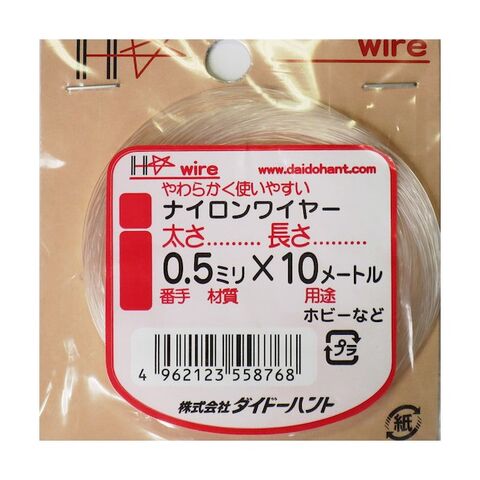 wire
wire www.daidohant.com
やわらかく使いやすい
ナイロンワイヤー
太さ......... 長さ.........
0.5ミリ×10メートル
番手 材質 用途
ホビーなど
プラ
4 962123 558768
株式会社 ダイドーハント
紙